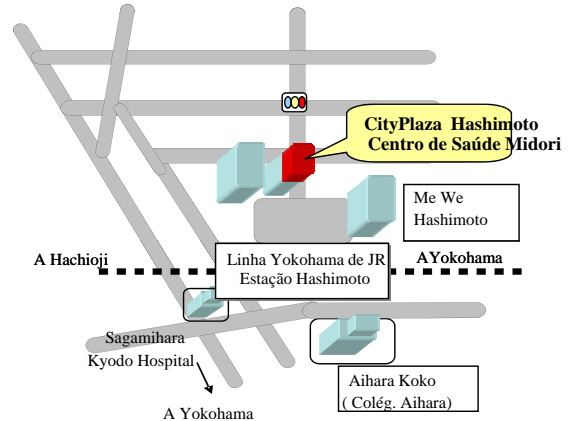 CityPlaza Hashimoto
Centro de Saúde Midori
Me We
Hashimoto
A Hachioji
Linha Yokohama de JR
Estação Hashimoto
AYokohama
Sagamihara
Kyodo Hospital
A Yokohama
Aihara Koko
( Colég. Aihara)